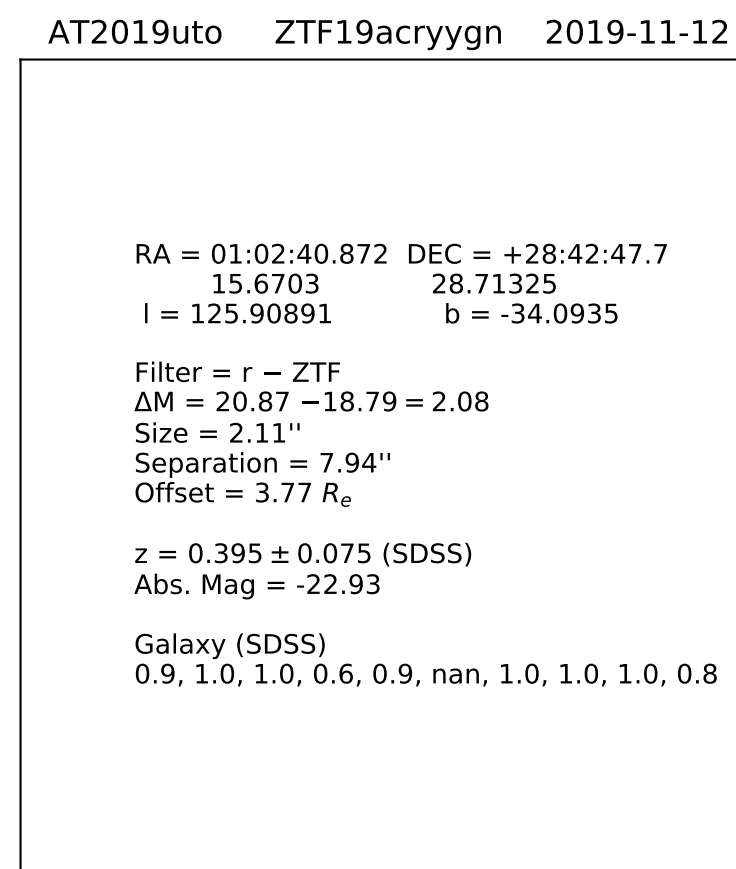 AT2019uto ZTF19acryygn 2019-11-12
RA = 01:02:40.872 DEC = +28:42:47.7
15.6703 28.71325
l = 125.90891 b = -34.0935
Filter = r − ZTF
ΔM = 20.87 −18.79 = 2.08
Size = 2.11''
Separation = 7.94''
Offset = 3.77 Rₑ
z = 0.395 ± 0.075 (SDSS)
Abs. Mag = -22.93
Galaxy (SDSS)
0.9, 1.0, 1.0, 0.6, 0.9, nan, 1.0, 1.0, 1.0, 0.8